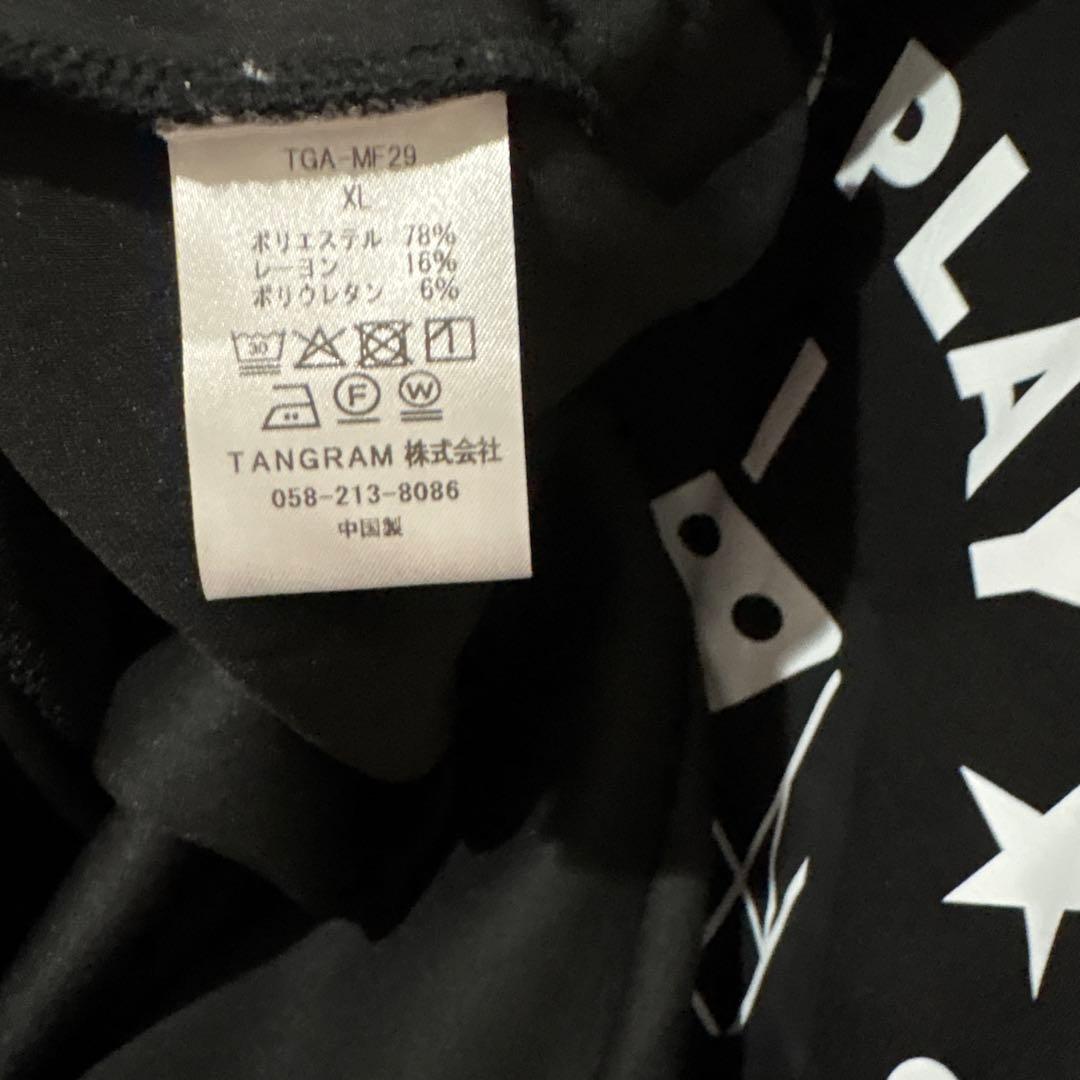 TGA-MF29
XL
ポリエステル 78%
レーヨン 16%
ポリウレタン 6%
30
F W
TANGRAM 株式会社
058-213-8086
中国製
PLAY